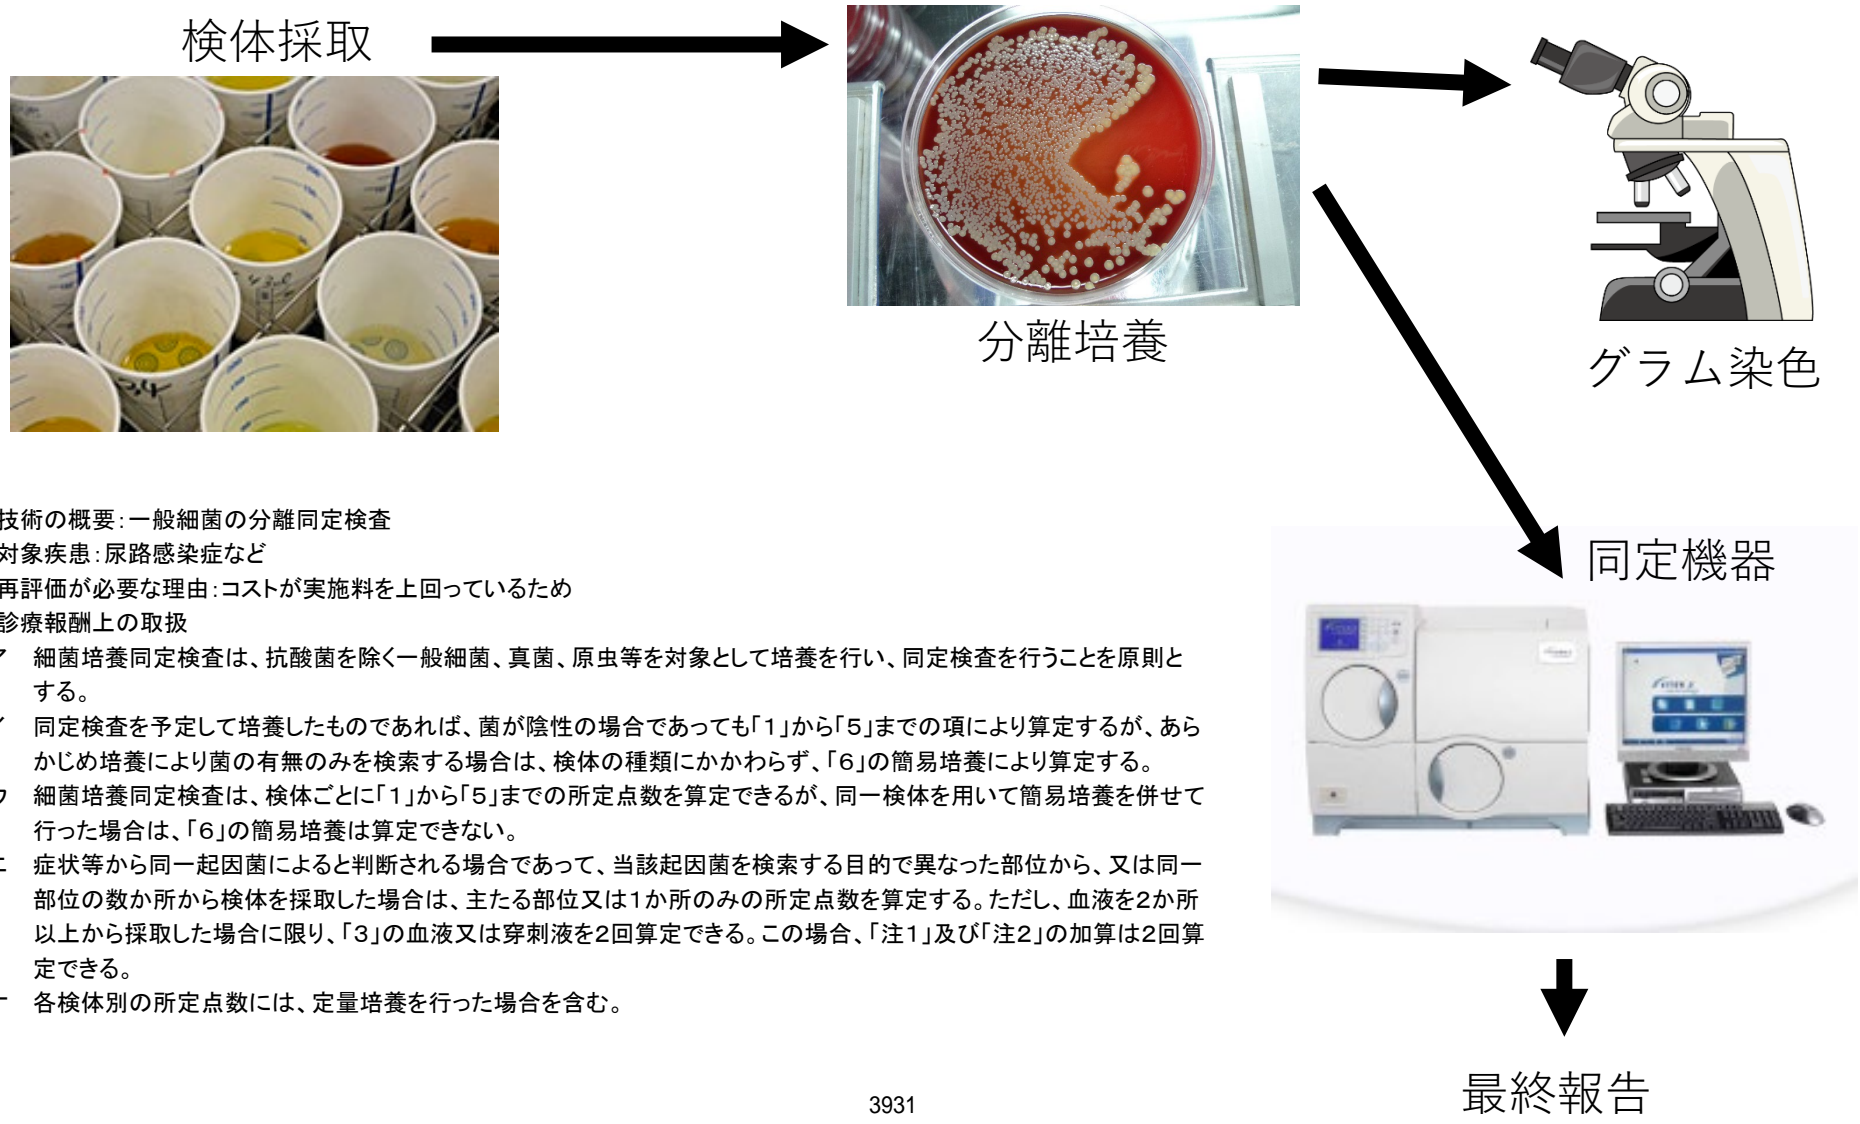 検体採取
分離培養
グラム染色
同定機器
最終報告
技術の概要：一般細菌の分離同定検査
対象疾患：尿路感染症など
再評価が必要な理由：コストが実施料を上回っているため
診療報酬上の取扱
細菌培養同定検査は、抗酸菌を除く一般細菌、真菌、原虫等を対象として培養を行い、同定検査を行うことを原則と
する。
同定検査を予定して培養したものであれば、菌が陰性の場合であっても「1」から「5」までの項により算定するが、あら
かじめ培養により菌の有無のみを検索する場合は、検体の種類にかかわらず、「6」の簡易培養により算定する。
細菌培養同定検査は、検体ごとに「1」から「5」までの所定点数を算定できるが、同一検体を用いて簡易培養を併せて
行った場合は、「6」の簡易培養は算定できない。
症状等から同一起因菌によると判断される場合であって、当該起因菌を検索する目的で異なった部位から、又は同一
部位の数か所から検体を採取した場合は、主たる部位又は1か所のみの所定点数を算定する。ただし、血液を2か所
以上から採取した場合に限り、「3」の血液又は穿刺液を2回算定できる。この場合、「注1」及び「注2」の加算は2回算
定できる。
各検体別の所定点数には、定量培養を行った場合を含む。
3931